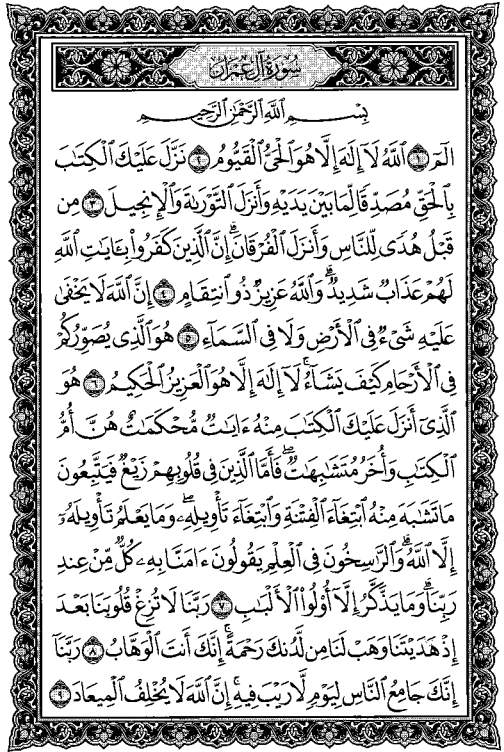 سُورَةُ آلِ عِمۡرَانَ
بِسۡمِ ٱللَّهِ ٱلرَّحۡمَٰنِ ٱلرَّحِيمِ
الٓمٓ ١ ٱللَّهُ لَآ إِلَٰهَ إِلَّا هُوَ ٱلۡحَيُّ ٱلۡقَيُّومُ ٢ نَزَّلَ عَلَيۡكَ ٱلۡكِتَٰبَ
بِٱلۡحَقِّ مُصَدِّقٗا لِّمَا بَيۡنَ يَدَيۡهِ وَأَنزَلَ ٱلتَّوۡرَىٰةَ وَٱلۡإِنجِيلَ ٣ مِن
قَبۡلُ هُدٗى لِّلنَّاسِ وَأَنزَلَ ٱلۡفُرۡقَانَۗ إِنَّ ٱلَّذِينَ كَفَرُواْ بِـَٔايَٰتِ ٱللَّهِ
لَهُمۡ عَذَابٞ شَدِيدٞۗ وَٱللَّهُ عَزِيزٞ ذُو ٱنتِقَامٍ ٤ إِنَّ ٱللَّهَ لَا يَخۡفَىٰ
عَلَيۡهِ شَيۡءٞ فِي ٱلۡأَرۡضِ وَلَا فِي ٱلسَّمَآءِ ٥ هُوَ ٱلَّذِي يُصَوِّرُكُمۡ
فِي ٱلۡأَرۡحَامِ كَيۡفَ يَشَآءُۚ لَآ إِلَٰهَ إِلَّا هُوَ ٱلۡعَزِيزُ ٱلۡحَكِيمُ ٦ هُوَ
ٱلَّذِيٓ أَنزَلَ عَلَيۡكَ ٱلۡكِتَٰبَ مِنۡهُ ءَايَٰتٞ مُّحۡكَمَٰتٌ هُنَّ أُمُّ
ٱلۡكِتَٰبِ وَأُخَرُ مُتَشَٰبِهَٰتٞۖ فَأَمَّا ٱلَّذِينَ فِي قُلُوبِهِمۡ زَيۡغٞ فَيَتَّبِعُونَ
مَا تَشَٰبَهَ مِنۡهُ ٱبۡتِغَآءَ ٱلۡفِتۡنَةِ وَٱبۡتِغَآءَ تَأۡوِيلِهِۦۖ وَمَا يَعۡلَمُ تَأۡوِيلَهُۥٓ
إِلَّا ٱللَّهُۗ وَٱلرَّٰسِخُونَ فِي ٱلۡعِلۡمِ يَقُولُونَ ءَامَنَّا بِهِۦ كُلّٞ مِّنۡ عِندِ
رَبِّنَاۗ وَمَا يَذَّكَّرُ إِلَّآ أُوْلُواْ ٱلۡأَلۡبَٰبِ ٧ رَبَّنَا لَا تُزِغۡ قُلُوبَنَا بَعۡدَ
إِذۡ هَدَيۡتَنَا وَهَبۡ لَنَا مِن لَّدُنكَ رَحۡمَةًۚ إِنَّكَ أَنتَ ٱلۡوَهَّابُ ٨ رَبَّنَآ
إِنَّكَ جَامِعُ ٱلنَّاسِ لِيَوۡمٖ لَّا رَيۡبَ فِيهِۚ إِنَّ ٱللَّهَ لَا يُخۡلِفُ ٱلۡمِيعَادَ ٩